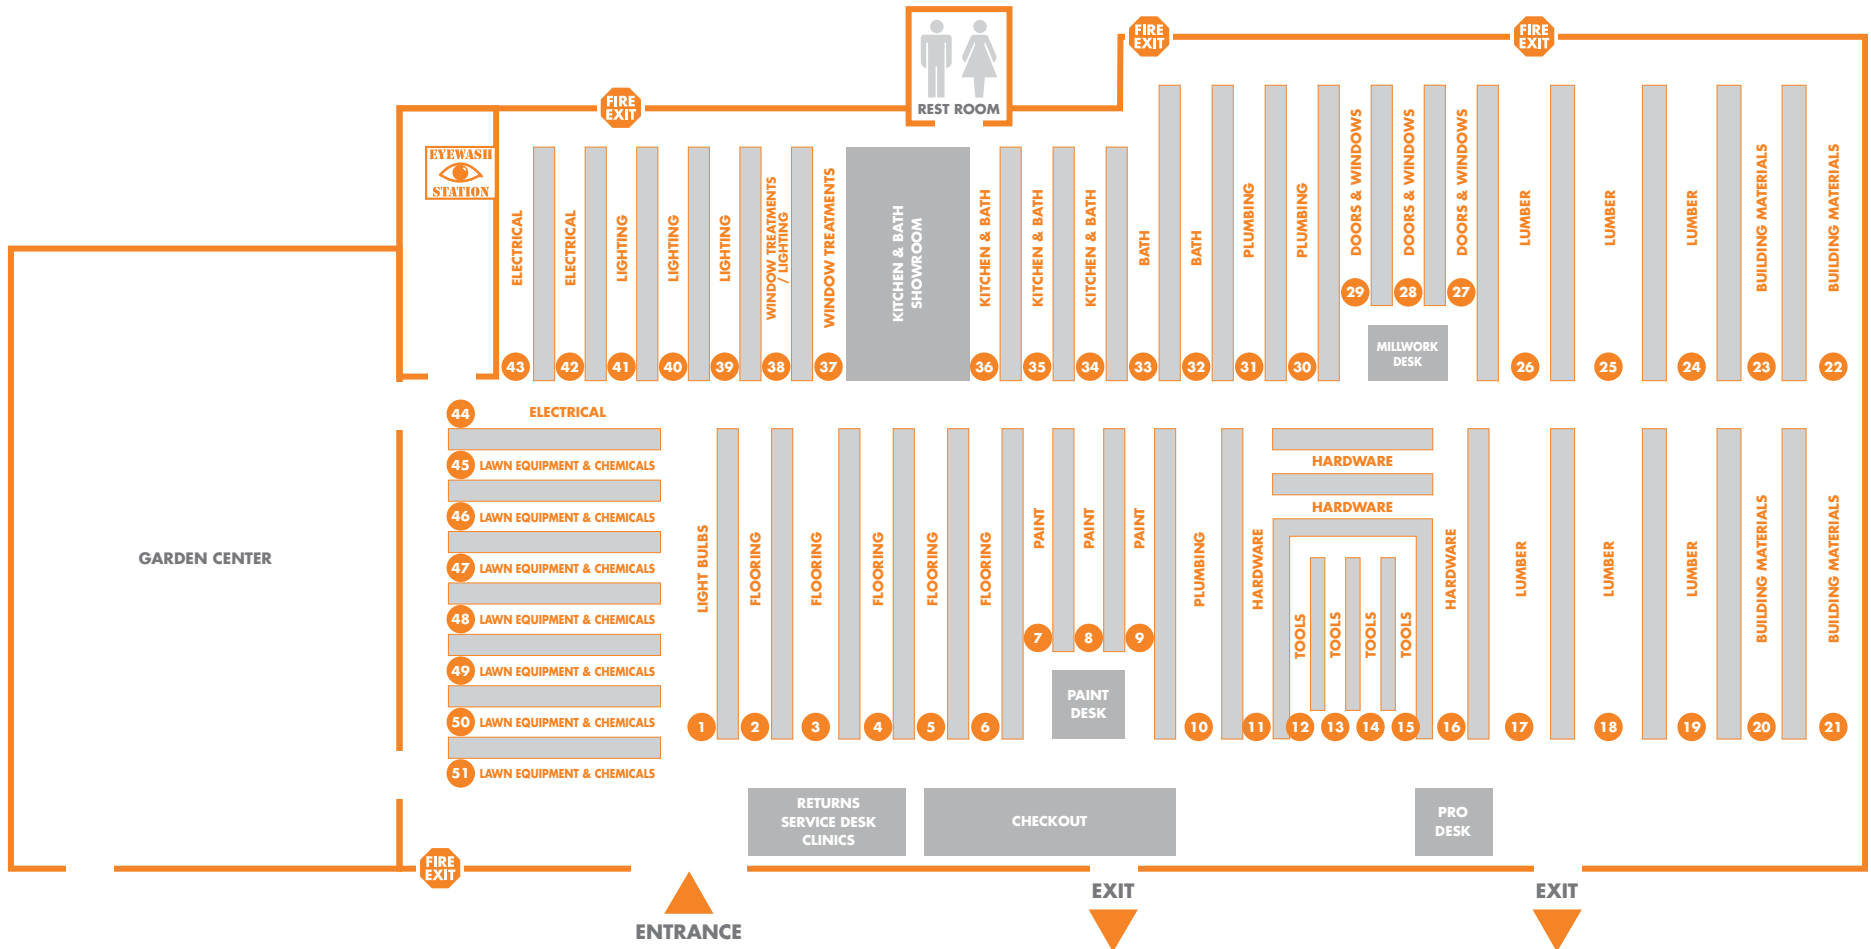 FIRE
EXIT
FIRE
EXIT
FIRE
EXIT
REST ROOM
EYEWASH
STATION
ELECTRICAL
ELECTRICAL
LIGHTING
LIGHTING
LIGHTING
WINDOW TREATMENTS
/ LIGHTING
WINDOW TREATMENTS
KITCHEN & BATH
SHOWROOM
KITCHEN & BATH
KITCHEN & BATH
KITCHEN & BATH
BATH
BATH
PLUMBING
PLUMBING
DOORS & WINDOWS
DOORS & WINDOWS
DOORS & WINDOWS
LUMBER
LUMBER
LUMBER
BUILDING MATERIALS
BUILDING MATERIALS
29
28
27
MILLWORK
DESK
43
42
41
40
39
38
37
36
35
34
33
32
31
30
26
25
24
23
22
44 ELECTRICAL
45 LAWN EQUIPMENT & CHEMICALS
46 LAWN EQUIPMENT & CHEMICALS
47 LAWN EQUIPMENT & CHEMICALS
48 LAWN EQUIPMENT & CHEMICALS
49 LAWN EQUIPMENT & CHEMICALS
50 LAWN EQUIPMENT & CHEMICALS
51 LAWN EQUIPMENT & CHEMICALS
GARDEN CENTER
LIGHT BULBS
FLOORING
FLOORING
FLOORING
FLOORING
FLOORING
PAINT
PAINT
PAINT
PLUMBING
HARDWARE
HARDWARE
HARDWARE
TOOLS
TOOLS
TOOLS
TOOLS
HARDWARE
LUMBER
LUMBER
LUMBER
BUILDING MATERIALS
BUILDING MATERIALS
7
8
9
PAINT
DESK
1
2
3
4
5
6
10
11
12
13
14
15
16
17
18
19
20
21
RETURNS
SERVICE DESK
CLINICS
CHECKOUT
PRO
DESK
FIRE
EXIT
ENTRANCE
EXIT
EXIT